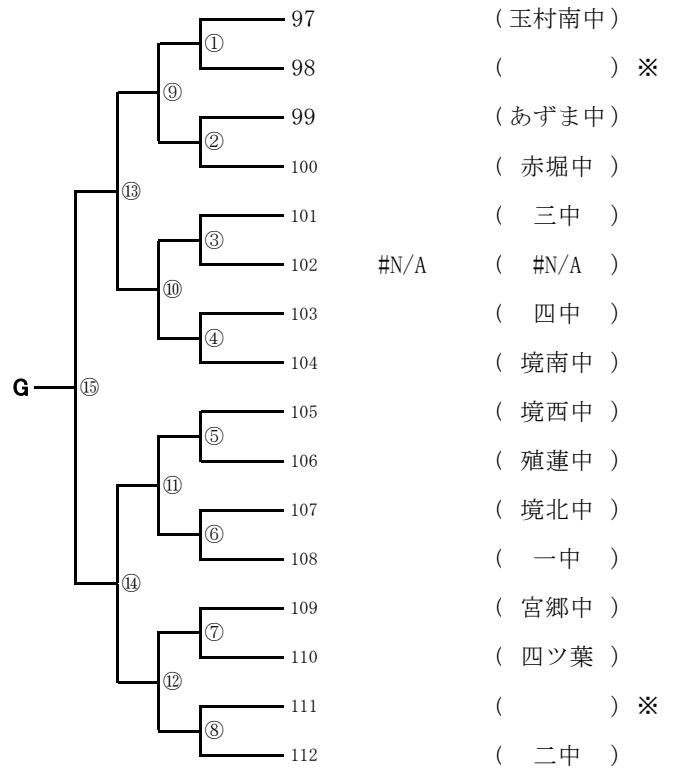 97 (玉村南中)
①
98 ( ) ※
⑨
99 (あずま中)
②
100 ( 赤堀中 )
⑬
101 ( 三中 )
③
102 #N/A ( #N/A )
⑩
103 ( 四中 )
④
104 ( 境南中 )
G ⑮
105 ( 境西中 )
⑤
106 ( 殖蓮中 )
⑪
107 ( 境北中 )
⑥
108 ( 一中 )
⑭
109 ( 宮郷中 )
⑦
110 ( 四ツ葉 )
⑫
111 ( ) ※
⑧
112 ( 二中 )